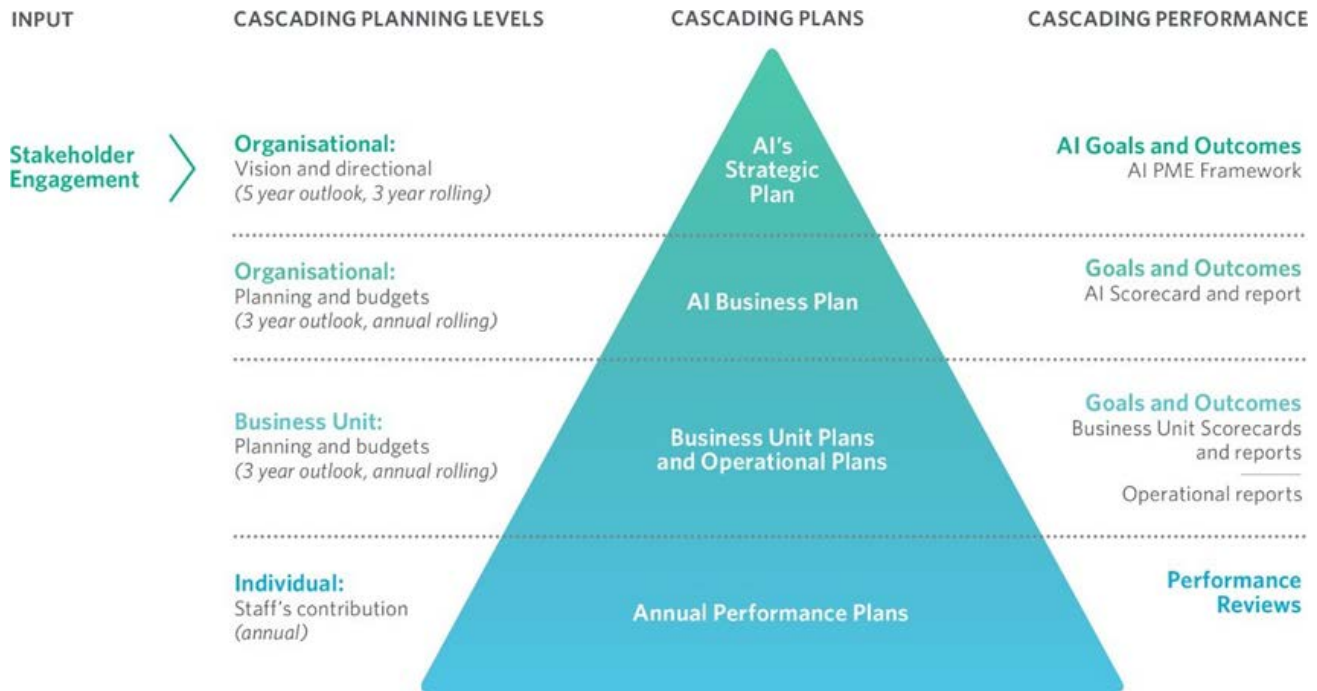 INPUT
CASCADING PLANNING LEVELS
CASCADING PLANS
CASCADING PERFORMANCE
Stakeholder
Engagement
Organisational:
Vision and directional
(5 year outlook, 3 year rolling)
AI's
Strategic
Plan
AI Goals and Outcomes
AI PME Framework
Organisational:
Planning and budgets
(3 year outlook, annual rolling)
AI Business Plan
Goals and Outcomes
AI Scorecard and report
Business Unit:
Planning and budgets
(3 year outlook, annual rolling)
Business Unit Plans
and Operational Plans
Goals and Outcomes
Business Unit Scorecards
and reports
Operational reports
Individual:
Staff's contribution
(annual)
Annual Performance Plans
Performance
Reviews